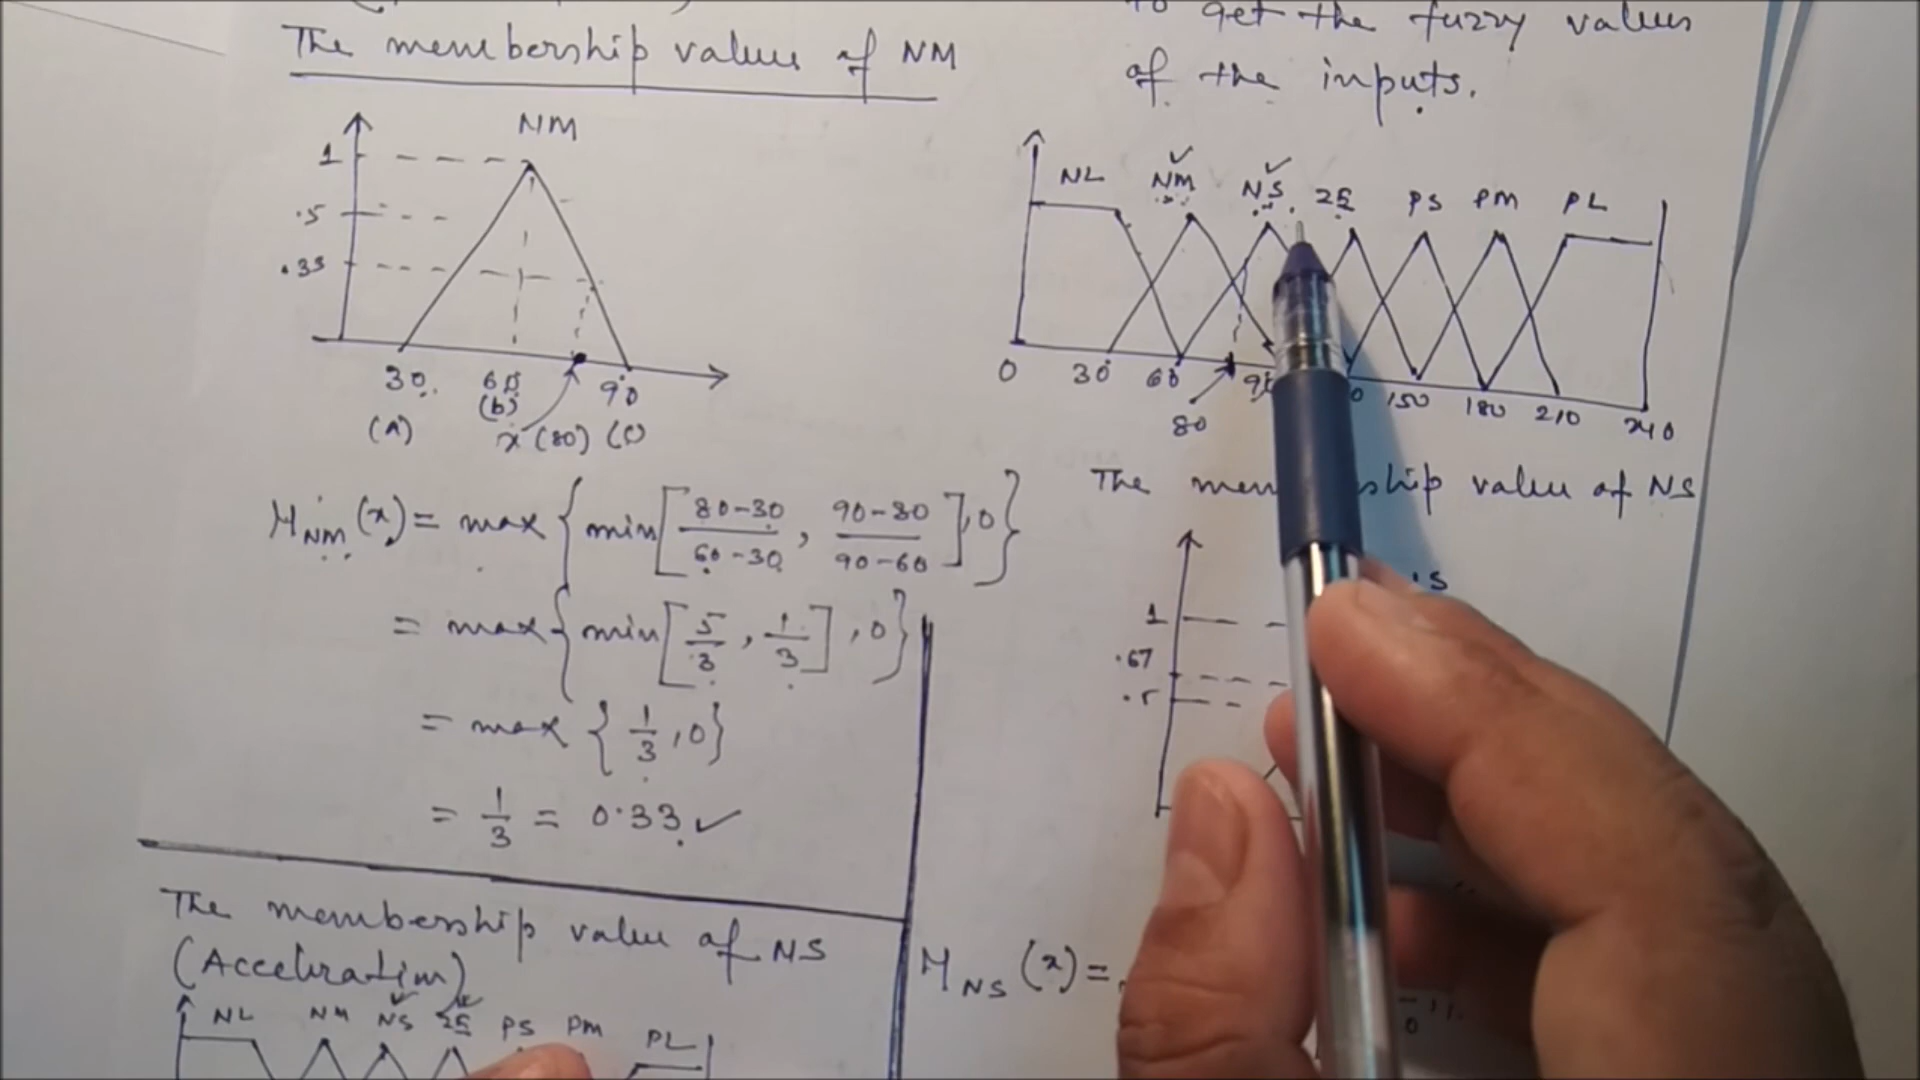 The membership values of NM
NM
1
.5
.33
30 60 90
(a) (b) x (80) (c)
μNM(x) = max { min [ 80-30 / 60-30 , 90-80 / 90-60 ] , 0 }
= max { min [ 5/3 , 1/3 ] , 0 }
= max { 1/3 , 0 }
= 1/3 = 0.33 ✓
The membership value of NS
(Acceleration)
NL NM NS PS PM PL
to get the fuzzy values
of the inputs.
NL NM NS PS PM PL
0 30 60 150 180 210 240
80
value of NS
1
.67
.5
μNS (x) =